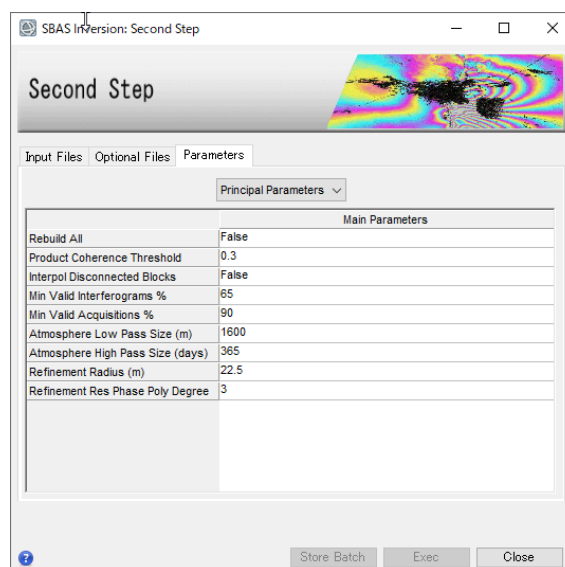 SBAS Inversion: Second Step
Second Step
Input Files Optional Files Parameters
Principal Parameters
Main Parameters
Rebuild All False
Product Coherence Threshold 0.3
Interpol Disconnected Blocks False
Min Valid Interferograms % 65
Min Valid Acquisitions % 90
Atmosphere Low Pass Size (m) 1600
Atmosphere High Pass Size (days) 365
Refinement Radius (m) 22.5
Refinement Res Phase Poly Degree 3
? Store Batch Exec Close